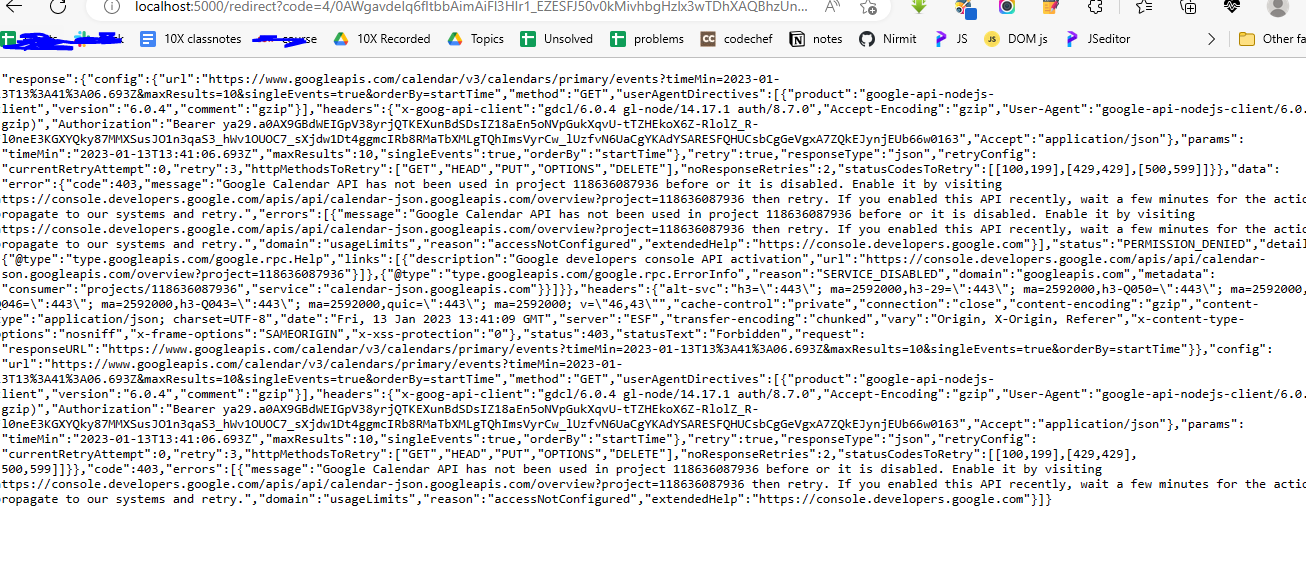 localhost:5000/redirect?code=4/0AWgavdelq6fltbbAimAiFl3HIr1_EZESFJ50v0kMivhbgHzlx3wTDhXAQBhzUn...
10X classnotes
10X Recorded
Topics
Unsolved
problems
codechef
notes
Nirmit
JS
DOM js
JSeditor
Other fa
"response":{"config":{"url":"https://www.googleapis.com/calendar/v3/calendars/primary/events?timeMin=2023-01-
13T13%3A41%3A06.693Z&maxResults=10&singleEvents=true&orderBy=startTime","method":"GET","userAgentDirectives":[{"product":"google-api-nodejs-
lient","version":"6.0.4","comment":"gzip"}],"headers":{"x-goog-api-client":"gdcl/6.0.4 gl-node/14.17.1 auth/8.7.0","Accept-Encoding":"gzip","User-Agent":"google-api-nodejs-client/6.0.
gzip)","Authorization":"Bearer ya29.a0AX9GBdWEIGpV38yrjQTKEXunBdSDsIZ18aEn5oNVpGukXqvU-tTZHEkoX6Z-RlolZ_R-
l0neE3KGXYQky87MMXSusJO1n3qaS3_hWv1OUOC7_sXjdw1Dt4ggmcIRb8RMaTbXMLgTQhImsVyrCw_lUzfvN6UaCgYKAdYSARESFQHUCsbCgGeVgxA7ZQkEJynjEUb66w0163","Accept":"application/json"},"params":
"timeMin":"2023-01-13T13:41:06.693Z","maxResults":10,"singleEvents":true,"orderBy":"startTime"},"retry":true,"responseType":"json","retryConfig":
"currentRetryAttempt":0,"retry":3,"httpMethodsToRetry":["GET","HEAD","PUT","OPTIONS","DELETE"],"noResponseRetries":2,"statusCodesToRetry":[[100,199],[429,429],[500,599]]}},"data":
"error":{"code":403,"message":"Google Calendar API has not been used in project 118636087936 before or it is disabled. Enable it by visiting
ttps://console.developers.google.com/apis/api/calendar-json.googleapis.com/overview?project=118636087936 then retry. If you enabled this API recently, wait a few minutes for the actio
ropagate to our systems and retry.","errors":[{"message":"Google Calendar API has not been used in project 118636087936 before or it is disabled. Enable it by visiting
ttps://console.developers.google.com/apis/api/calendar-json.googleapis.com/overview?project=118636087936 then retry. If you enabled this API recently, wait a few minutes for the actio
ropagate to our systems and retry.","domain":"usageLimits","reason":"accessNotConfigured","extendedHelp":"https://console.developers.google.com"}],"status":"PERMISSION_DENIED","detail
{"@type":"type.googleapis.com/google.rpc.Help","links":[{"description":"Google developers console API activation","url":"https://console.developers.google.com/apis/api/calendar-
son.googleapis.com/overview?project=118636087936"}]},{"@type":"type.googleapis.com/google.rpc.ErrorInfo","reason":"SERVICE_DISABLED","domain":"googleapis.com","metadata":
"consumer":"projects/118636087936","service":"calendar-json.googleapis.com"}}]}},"headers":{"alt-svc":"h3=\":443\"; ma=2592000,h3-29=\":443\"; ma=2592000,h3-Q050=\":443\"; ma=2592000,
Q046=\":443\"; ma=2592000,h3-Q043=\":443\"; ma=2592000,quic=\":443\"; ma=2592000; v=\"46,43\"","cache-control":"private","connection":"close","content-encoding":"gzip","content-
ype":"application/json; charset=UTF-8","date":"Fri, 13 Jan 2023 13:41:09 GMT","server":"ESF","transfer-encoding":"chunked","vary":"Origin, X-Origin, Referer","x-content-type-
ptions":"nosniff","x-frame-options":"SAMEORIGIN","x-xss-protection":"0"},"status":403,"statusText":"Forbidden","request":
"responseURL":"https://www.googleapis.com/calendar/v3/calendars/primary/events?timeMin=2023-01-13T13%3A41%3A06.693Z&maxResults=10&singleEvents=true&orderBy=startTime"}},"config":
"url":"https://www.googleapis.com/calendar/v3/calendars/primary/events?timeMin=2023-01-
13T13%3A41%3A06.693Z&maxResults=10&singleEvents=true&orderBy=startTime","method":"GET","userAgentDirectives":[{"product":"google-api-nodejs-
lient","version":"6.0.4","comment":"gzip"}],"headers":{"x-goog-api-client":"gdcl/6.0.4 gl-node/14.17.1 auth/8.7.0","Accept-Encoding":"gzip","User-Agent":"google-api-nodejs-client/6.0.
gzip)","Authorization":"Bearer ya29.a0AX9GBdWEIGpV38yrjQTKEXunBdSDsIZ18aEn5oNVpGukXqvU-tTZHEkoX6Z-RlolZ_R-
l0neE3KGXYQky87MMXSusJO1n3qaS3_hWv1OUOC7_sXjdw1Dt4ggmcIRb8RMaTbXMLgTQhImsVyrCw_lUzfvN6UaCgYKAdYSARESFQHUCsbCgGeVgxA7ZQkEJynjEUb66w0163","Accept":"application/json"},"params":
"timeMin":"2023-01-13T13:41:06.693Z","maxResults":10,"singleEvents":true,"orderBy":"startTime"},"retry":true,"responseType":"json","retryConfig":
"currentRetryAttempt":0,"retry":3,"httpMethodsToRetry":["GET","HEAD","PUT","OPTIONS","DELETE"],"noResponseRetries":2,"statusCodesToRetry":[[100,199],[429,429],
500,599]]}},"code":403,"errors":[{"message":"Google Calendar API has not been used in project 118636087936 before or it is disabled. Enable it by visiting
ttps://console.developers.google.com/apis/api/calendar-json.googleapis.com/overview?project=118636087936 then retry. If you enabled this API recently, wait a few minutes for the actio
ropagate to our systems and retry.","domain":"usageLimits","reason":"accessNotConfigured","extendedHelp":"https://console.developers.google.com"}]}